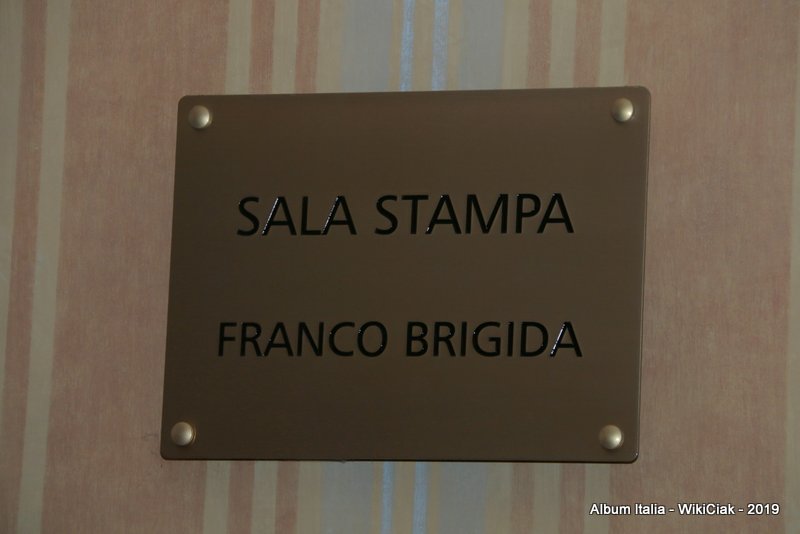 SALA STAMPA
FRANCO BRIGIDA
Album Italia - WikiCiak - 2019